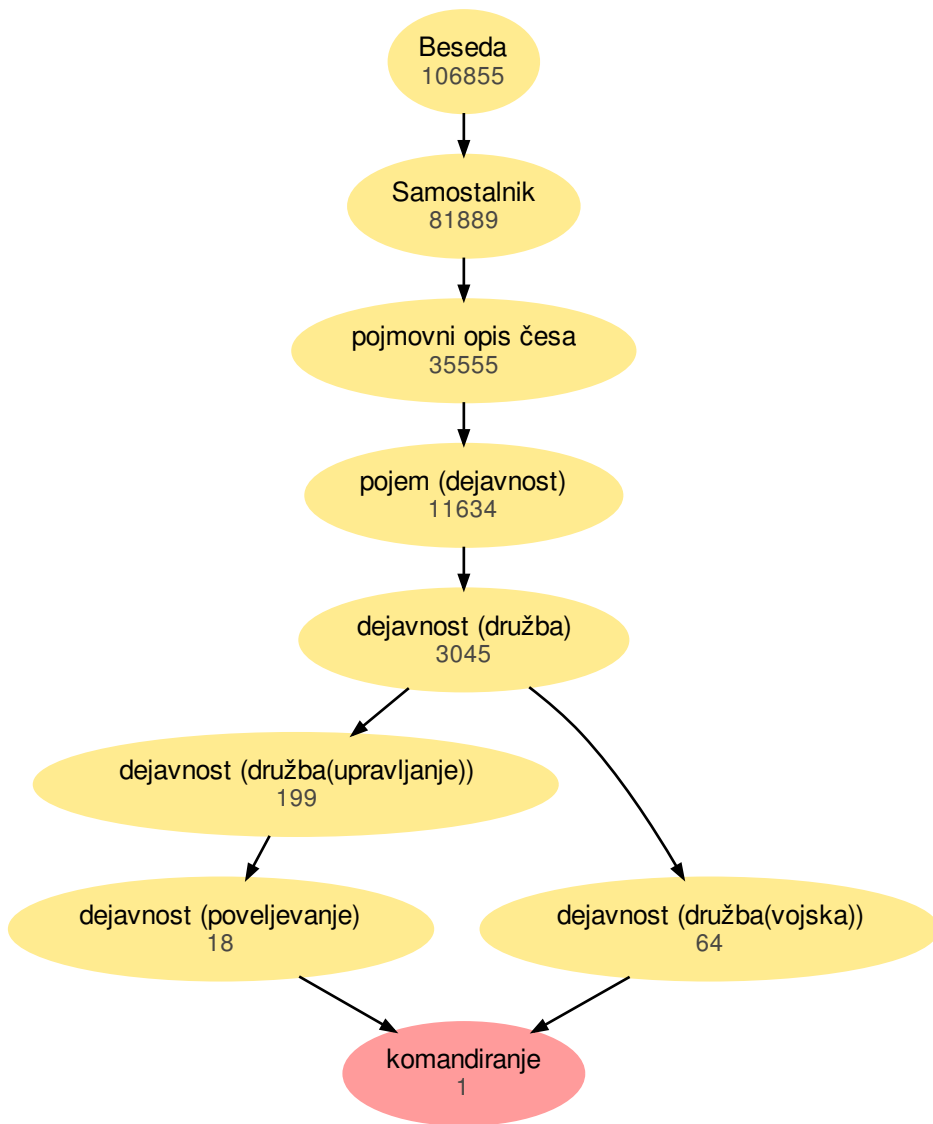 Beseda
106855
Samostalnik
81889
pojmovni opis česa
35555
pojem (dejavnost)
11634
dejavnost (družba)
3045
dejavnost (družba(upravljanje))
199
dejavnost (poveljevanje)
18
dejavnost (družba(vojska))
64
komandiranje
1